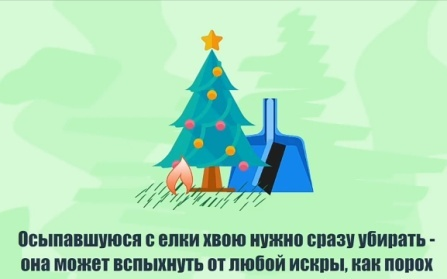 Осыпавшуюся с елки хвою нужно сразу убирать -
она может вспыхнуть от любой искры, как порох